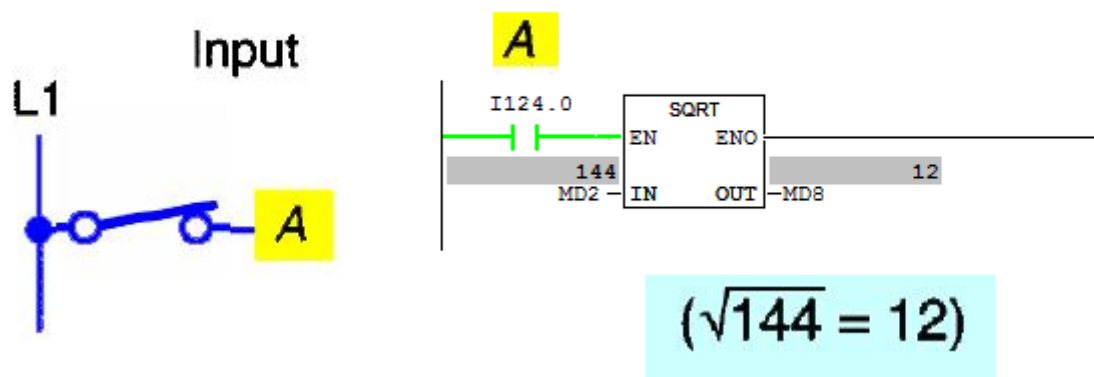 Input
L1
A
A
I124.0
SQRT
EN ENO
144 12
MD2 IN OUT MD8
(√144 = 12)